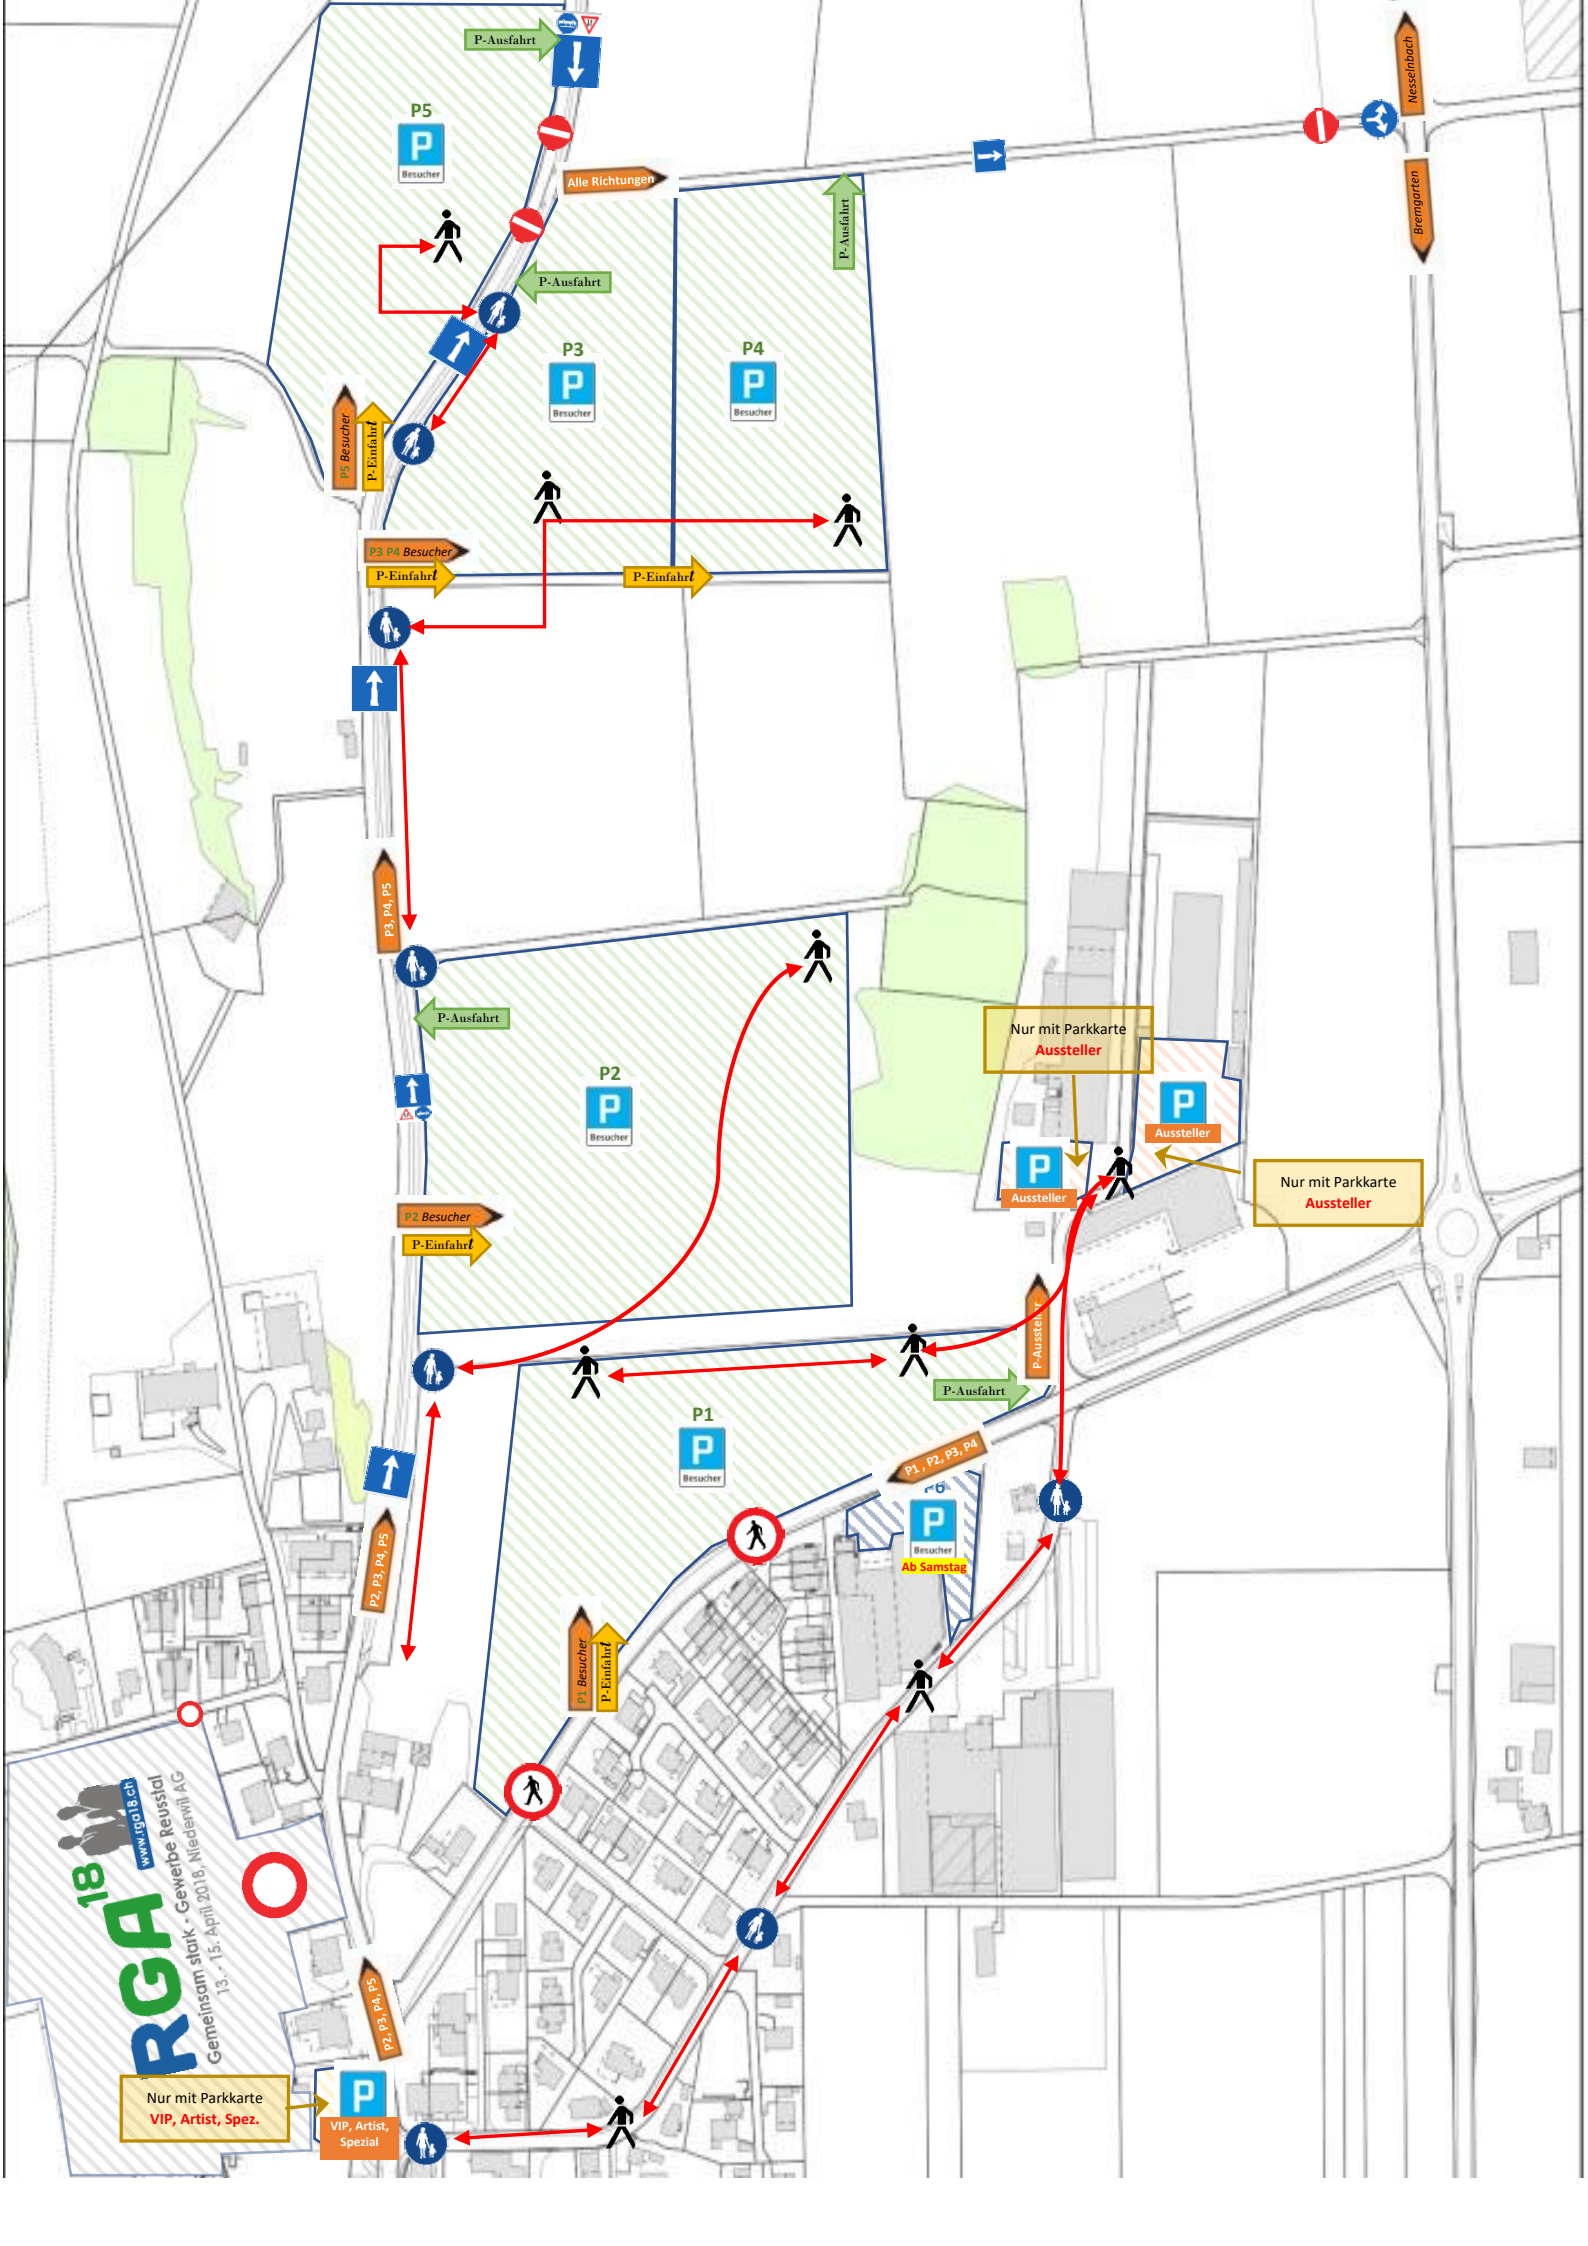 P-Ausfahrt
Nesselnbach
P5
P
Besucher
Alle Richtungen
Bremgarten
P-Ausfahrt
P-Ausfahrt
P3
P
Besucher
P4
P
Besucher
P5 Besucher
P-Einfahrt
P3 P4 Besucher
P-Einfahrt
P-Einfahrt
P3, P4, P5
P-Ausfahrt
Nur mit Parkkarte
Aussteller
P2
P
Besucher
P
Aussteller
P
Aussteller
Nur mit Parkkarte
Aussteller
P2 Besucher
P-Einfahrt
P-Aussteller
P-Ausfahrt
P1
P
Besucher
P1, P2, P3, P4
P6
P
Besucher
Ab Samstag
P2, P3, P4, P5
P1 Besucher
P-Einfahrt
www.rga18.ch
RGA 18
Gemeinsam stark - Gewerbe Reusstal
13. - 15. April 2018, Niederwil AG
P2, P3, P4, P5
Nur mit Parkkarte
VIP, Artist, Spez.
P
VIP, Artist,
Spezial